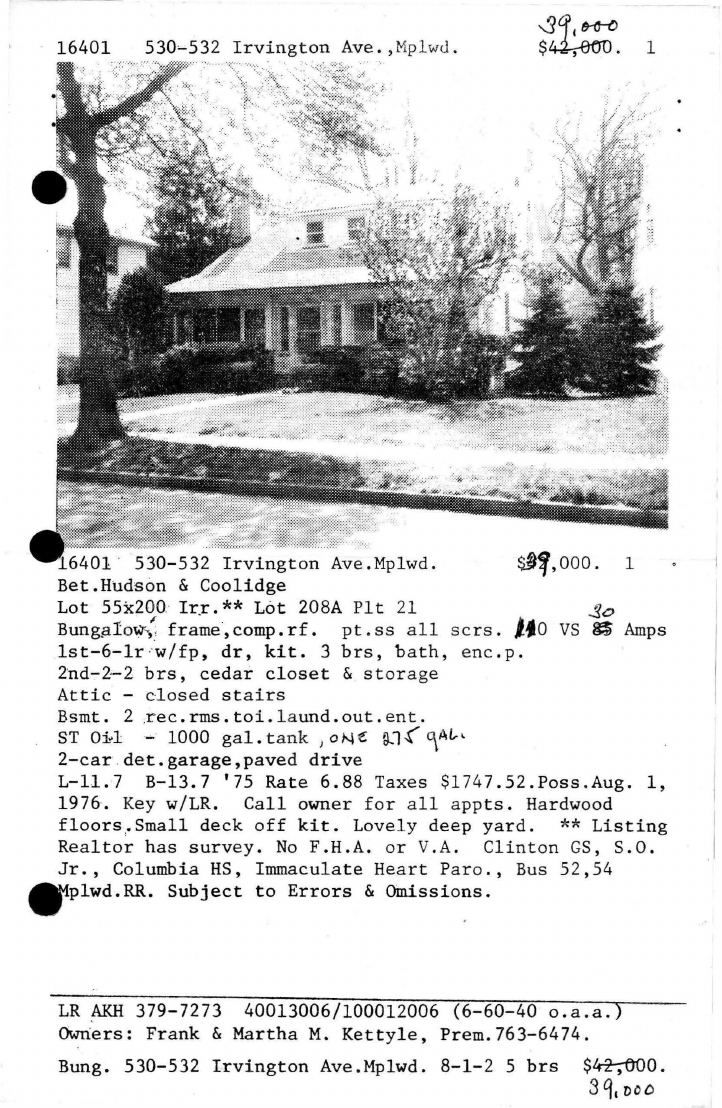 39,000
16401 530-532 Irvington Ave.,Mplwd. $42,000. 1
16401 530-532 Irvington Ave.Mplwd. $39,000. 1
Bet.Hudson & Coolidge
Lot 55x200 Irr.** Lot 208A Plt 21
30
Bungalow, frame,comp.rf. pt.ss all scrs. 110 VS 85 Amps
1st-6-1r w/fp, dr, kit. 3 brs, bath, enc.p.
2nd-2-2 brs, cedar closet & storage
Attic - closed stairs
Bsmt. 2 rec.rms.toi.laund.out.ent.
ST Oil - 1000 gal.tank, ONE 275 gAL.
2-car det.garage,paved drive
L-11.7 B-13.7 '75 Rate 6.88 Taxes $1747.52.Poss.Aug. 1,
1976. Key w/LR. Call owner for all appts. Hardwood
floors.Small deck off kit. Lovely deep yard. ** Listing
Realtor has survey. No F.H.A. or V.A. Clinton GS, S.O.
Jr., Columbia HS, Immaculate Heart Paro., Bus 52,54
Mplwd.RR. Subject to Errors & Omissions.
LR AKH 379-7273 40013006/100012006 (6-60-40 o.a.a.)
Owners: Frank & Martha M. Kettyle, Prem.763-6474.
Bung. 530-532 Irvington Ave.Mplwd. 8-1-2 5 brs $42,000.
39,000